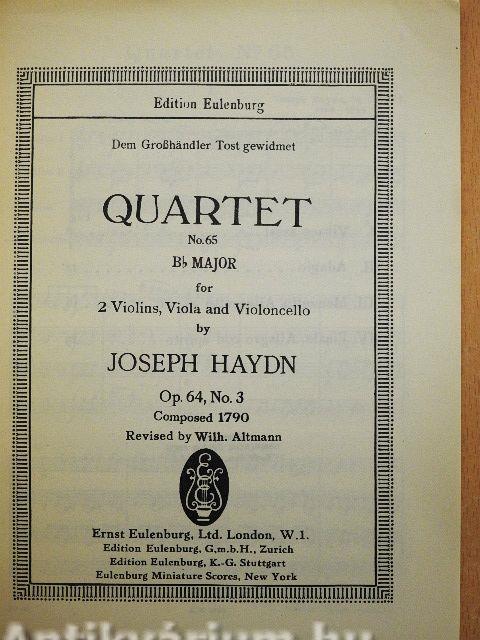 Edition Eulenburg
Dem Großhändler Tost gewidmet
QUARTET
No. 65
B♭ MAJOR
for
2 Violins, Viola and Violoncello
by
JOSEPH HAYDN
Op. 64, No. 3
Composed 1790
Revised by Wilh. Altmann
Ernst Eulenburg, Ltd. London, W.1.
Edition Eulenburg, G.m.b.H., Zurich
Edition Eulenburg, K.-G. Stuttgart
Eulenburg Miniature Scores, New York
Antikvárium.hu